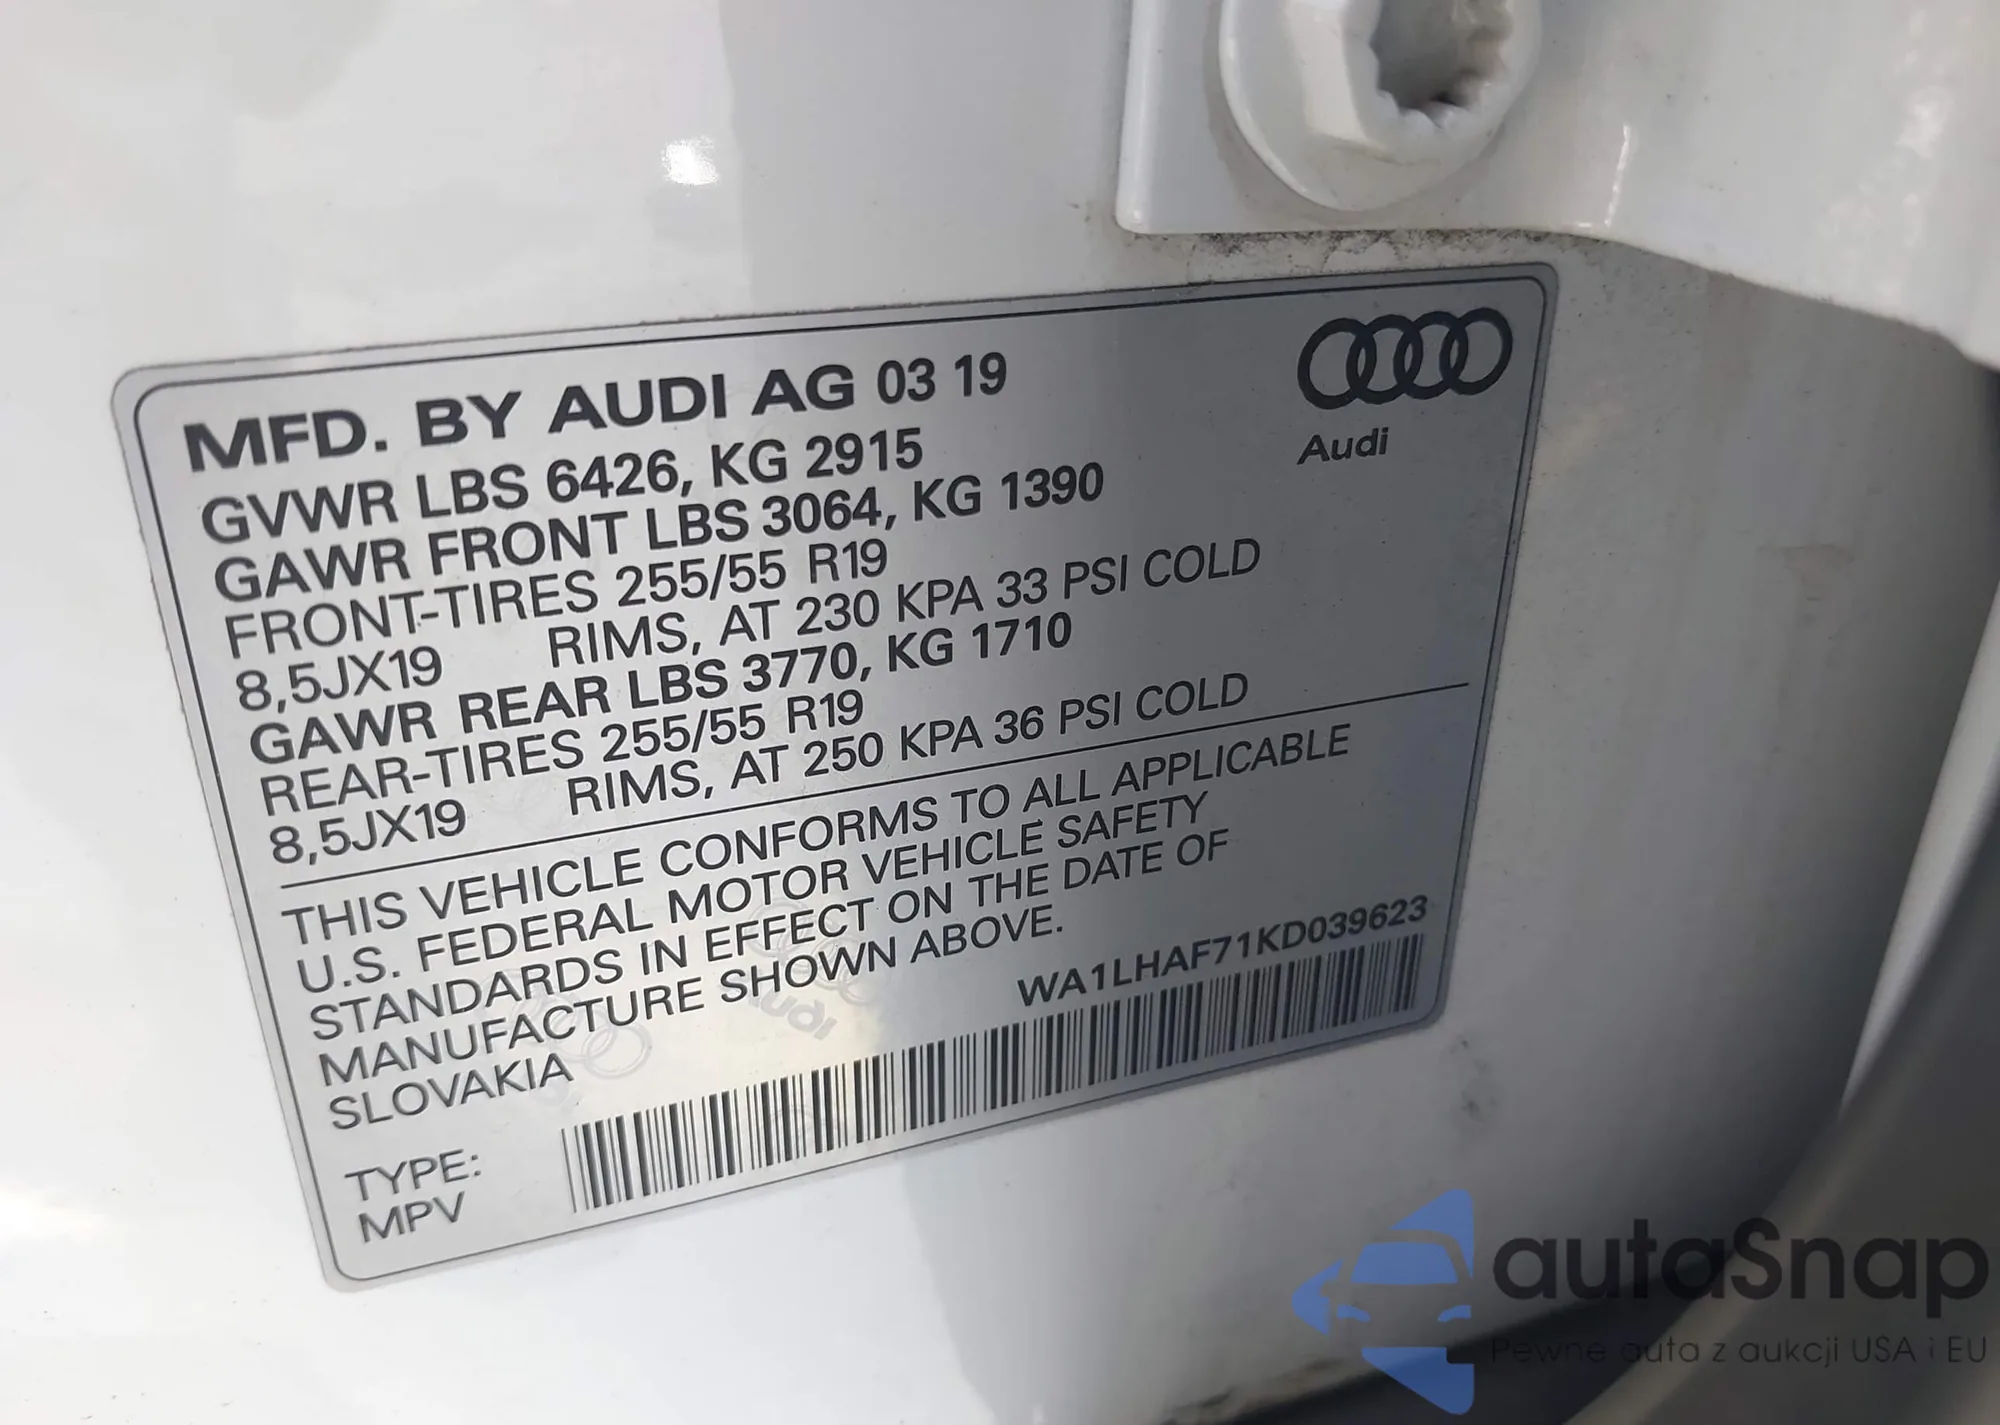 MFD. BY AUDI AG 03 19
GVWR LBS 6426, KG 2915
GAWR FRONT LBS 3064, KG 1390
FRONT-TIRES 255/55 R19
8,5JX19 RIMS, AT 230 KPA 33 PSI COLD
GAWR REAR LBS 3770, KG 1710
REAR-TIRES 255/55 R19
8,5JX19 RIMS, AT 250 KPA 36 PSI COLD
Audi
THIS VEHICLE CONFORMS TO ALL APPLICABLE
U.S. FEDERAL MOTOR VEHICLE SAFETY
STANDARDS IN EFFECT ON THE DATE OF
MANUFACTURE SHOWN ABOVE.
SLOVAKIA
WA1LHAF71KD039623
TYPE:
MPV
Audi
autaSnap
Pewne auta z aukcji USA i EU